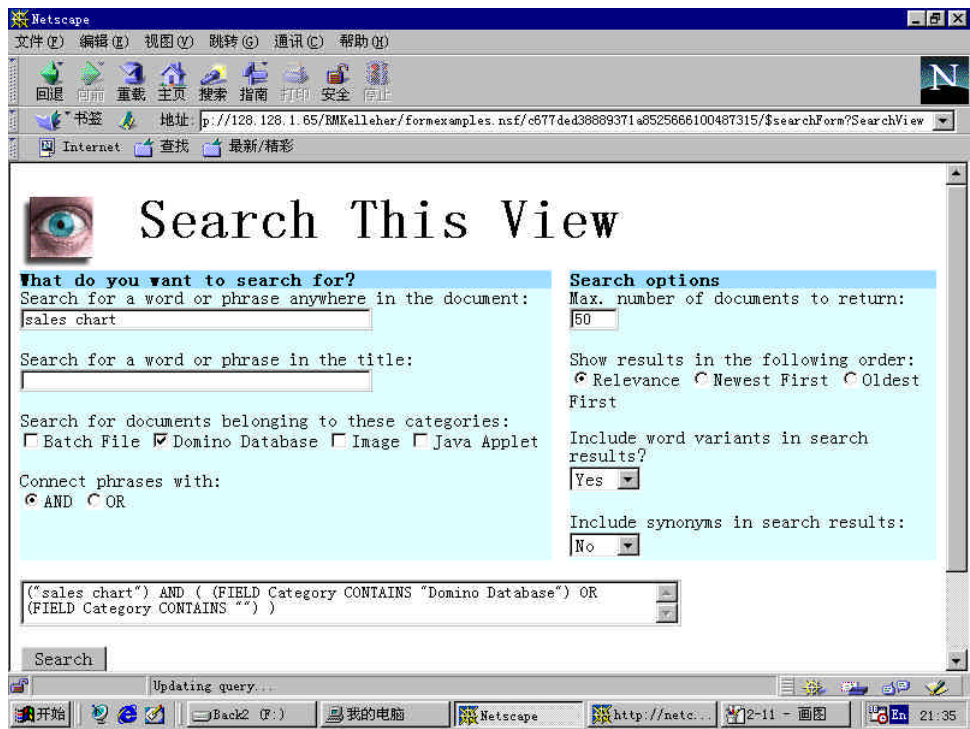 Netscape
文件(F) 编辑(E) 视图(V) 跳转(G) 通讯(C) 帮助(H)
回退 向前 重载 主页 搜索 指南 打印 安全 停止
N
书签 地址: p://128.128.1.65/RMKelleher/formexamples.nsf/c677ded38889371a8525666100487315/$searchForm?SearchView
Internet 查找 最新/精彩
Search This View
What do you want to search for?
Search for a word or phrase anywhere in the document:
sales chart
Search for a word or phrase in the title:
Search for documents belonging to these categories:
Batch File Domino Database Image Java Applet
Connect phrases with:
AND OR
Search options
Max. number of documents to return:
50
Show results in the following order:
Relevance Newest First Oldest
First
Include word variants in search
results?
Yes
Include synonyms in search results:
No
("sales chart") AND ( (FIELD Category CONTAINS "Domino Database") OR
(FIELD Category CONTAINS "") )
Search
Updating query...
开始 Back2 (F:) 我的电脑 Netscape http://netc... 2-11 - 画图 En 21:35